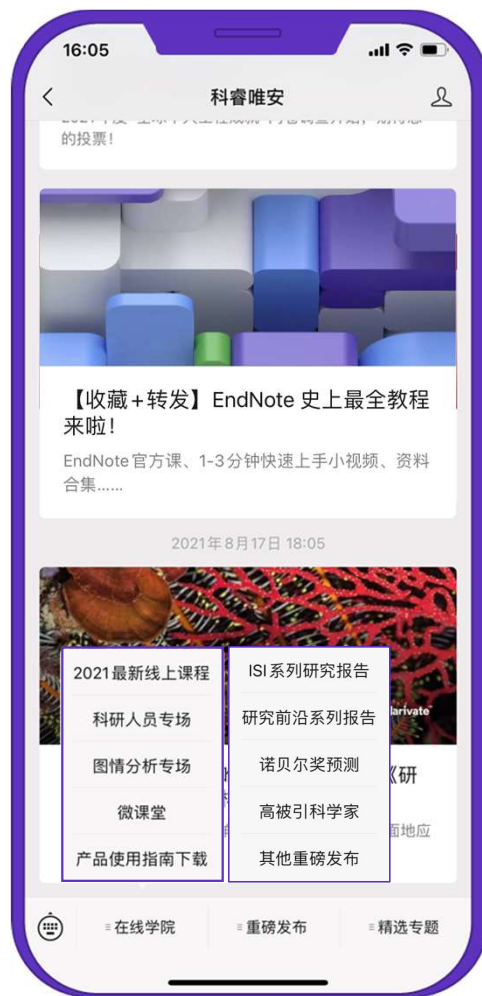 16:05
科睿唯安
的投票！
【收藏+转发】EndNote 史上最全教程
来啦！
EndNote官方课、1-3分钟快速上手小视频、资料
合集……
2021年8月17日 18:05
2021最新线上课程
科研人员专场
图情分析专场
微课堂
产品使用指南下载
ISI系列研究报告
研究前沿系列报告
诺贝尔奖预测
高被引科学家
其他重磅发布
larivate
《研
面地应
在线学院
重磅发布
精选专题